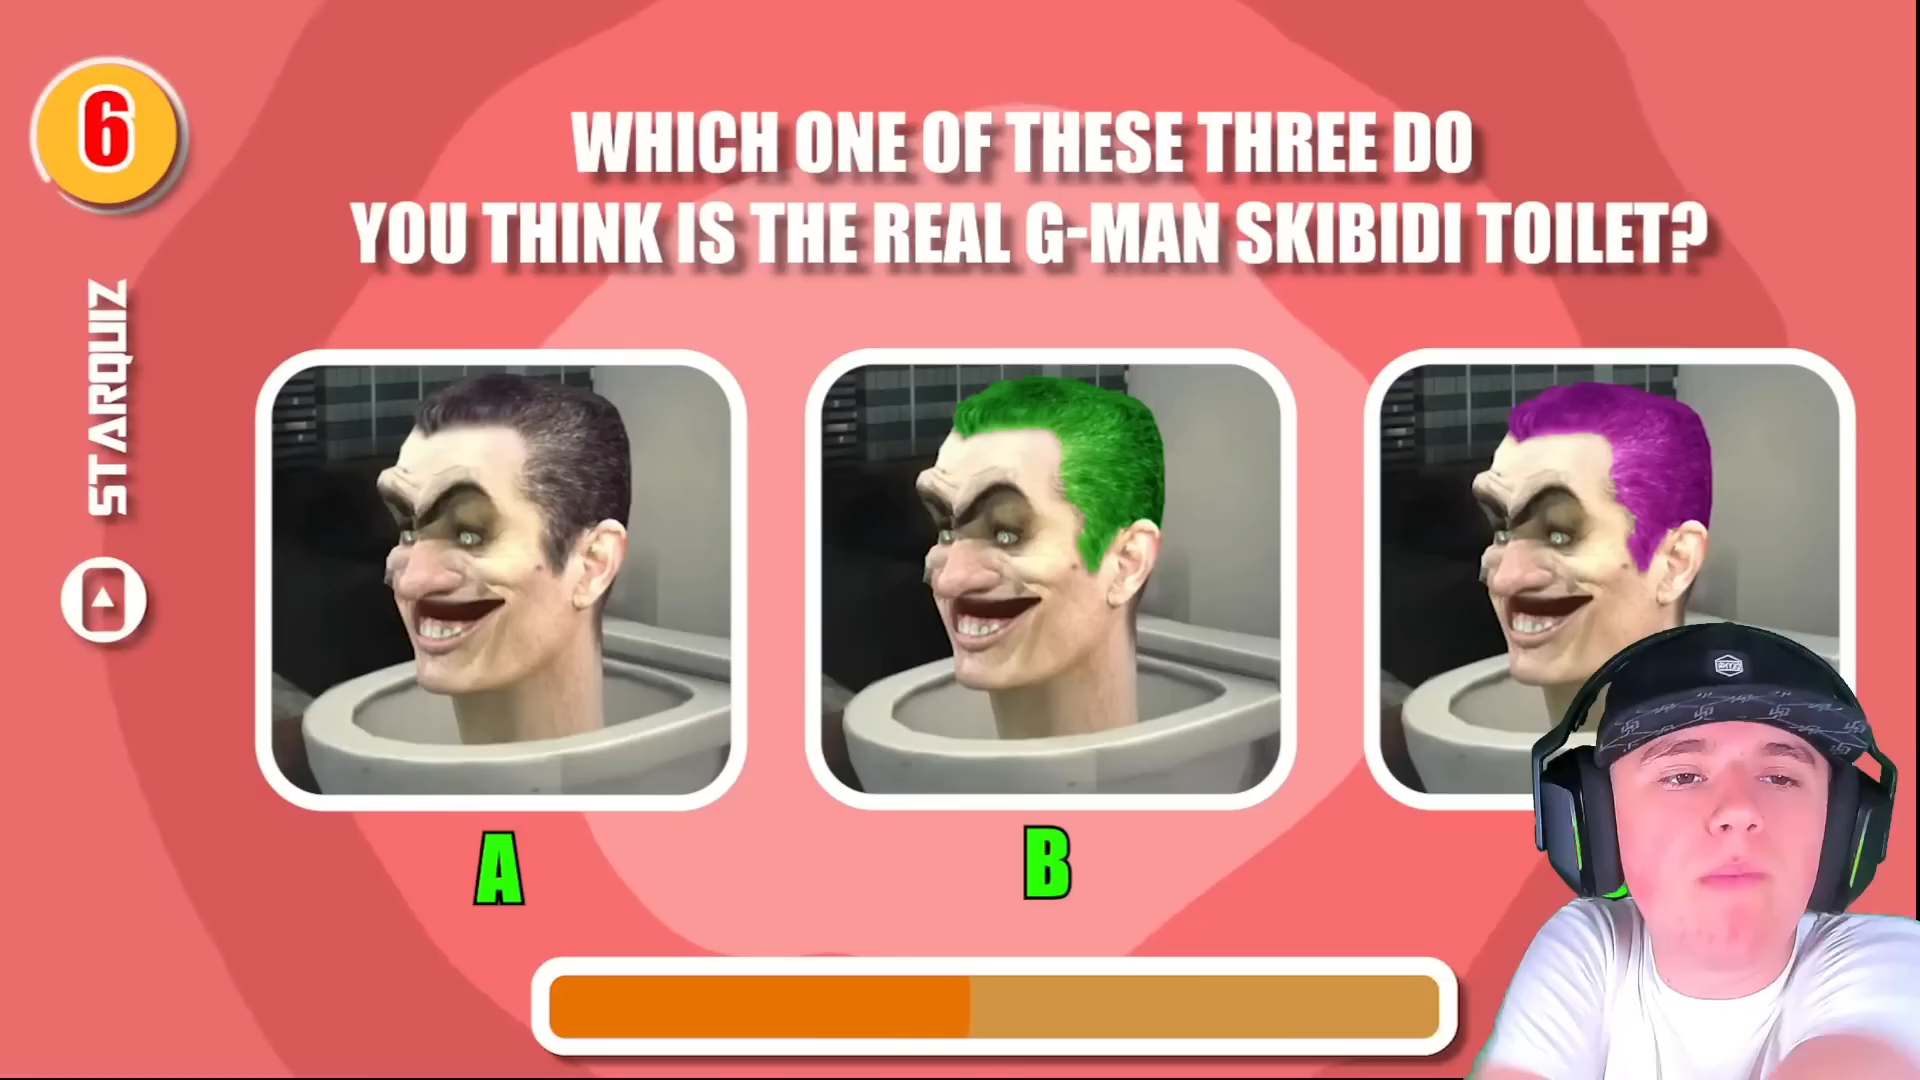 6
WHICH ONE OF THESE THREE DO
YOU THINK IS THE REAL G-MAN SKIBIDI TOILET?
STARQUIZ
A
B